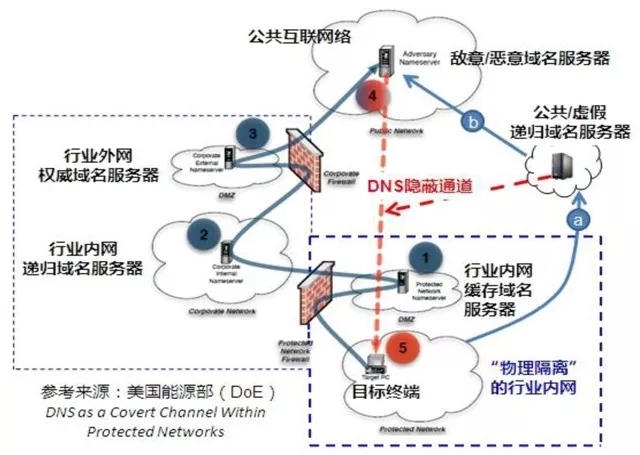 公共互联网络
Adversary
Nameserver
敌意/恶意域名服务器
4
Public Network
b
公共/虚假
递归域名服务器
3
行业外网
权威域名服务器
Corporate
External
Nameserver
DMZ
Corporate
Firewall
DNS隐蔽通道
a
2
行业内网
递归域名服务器
Corporate
Internal
Nameserver
Corporate Network
1
Protected
Network
Nameserver
DMZ
行业内网
缓存域名
服务器
Protected
Network
Firewall
5
Target PC
目标终端
Protected Network
“物理隔离”
的行业内网
参考来源：美国能源部（DoE）
DNS as a Covert Channel Within
Protected Networks